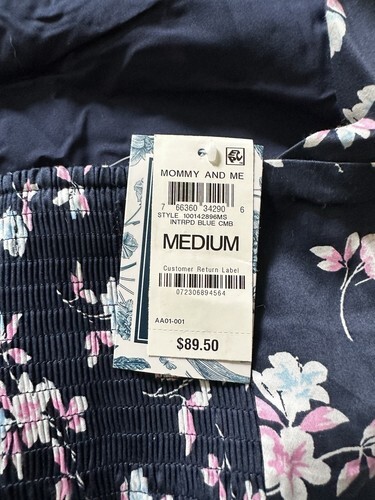 MOMMY AND ME
7 66360 34290 6
STYLE 100142896MS
INTRPD BLUE CMB
MEDIUM
Customer Return Label
072306894564
AA01-001
$89.50